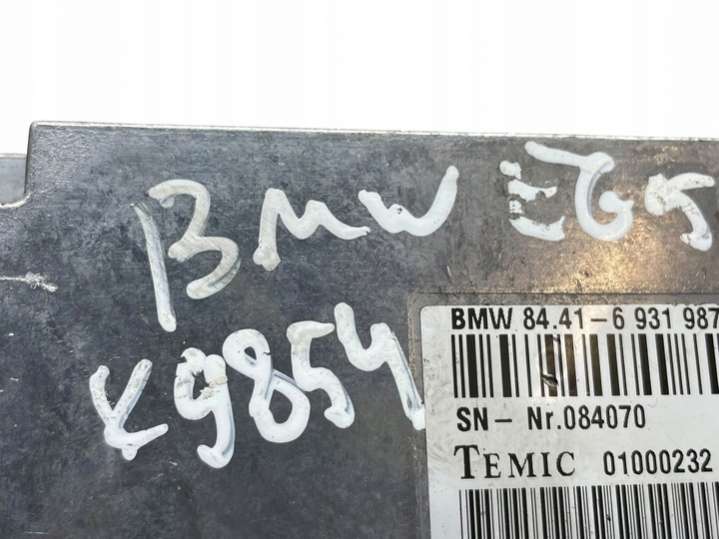 BMW E65
K9854
BMW 84.41-6 931 987
SN- Nr.084070
TEMIC 01000232